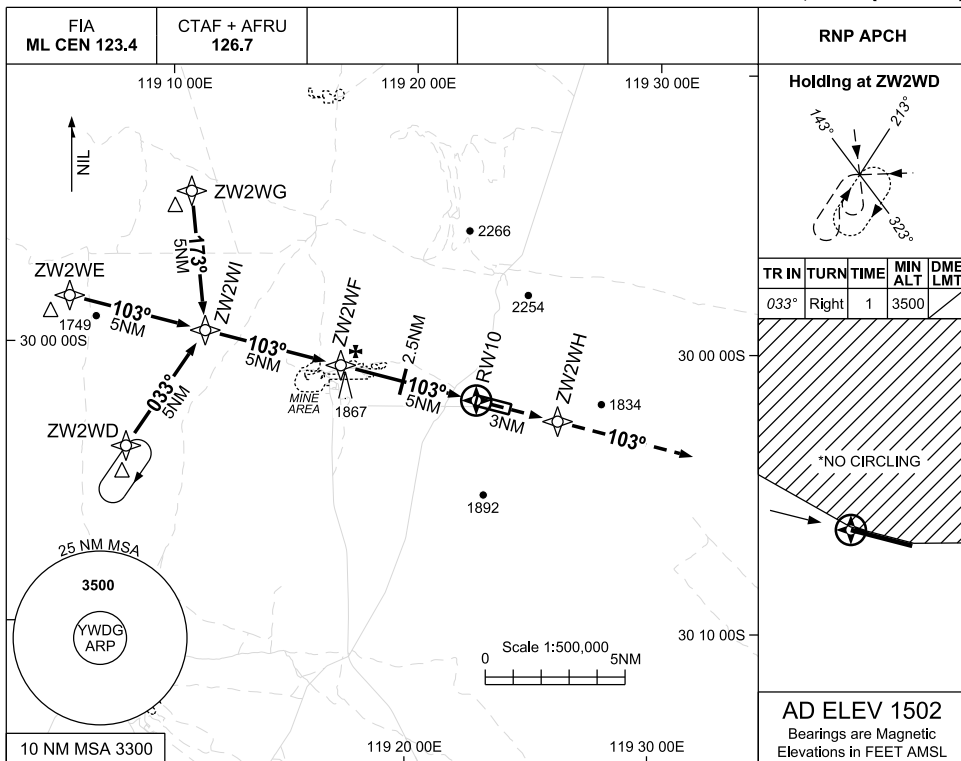 FIA
ML CEN 123.4
CTAF + AFRU
126.7
RNP APCH
119 10 00E
119 20 00E
119 30 00E
NIL
ZW2WG
173°
5NM
ZW2WE
1749
103°
5NM
ZW2WI
30 00 00S
103°
5NM
ZW2WF
MINE
AREA
1867
2.5NM
103°
5NM
RW10
3NM
ZW2WH
103°
2266
2254
1834
1892
30 00 00S
033°
5NM
ZW2WD
25 NM MSA
3500
YWDG
ARP
10 NM MSA 3300
Scale 1:500,000
0
5NM
30 10 00S
119 20 00E
119 30 00E
Holding at ZW2WD
143°
213°
323°
TR IN TURN TIME MIN ALT DME LMT
033° Right 1 3500
*NO CIRCLING
AD ELEV 1502
Bearings are Magnetic
Elevations in FEET AMSL